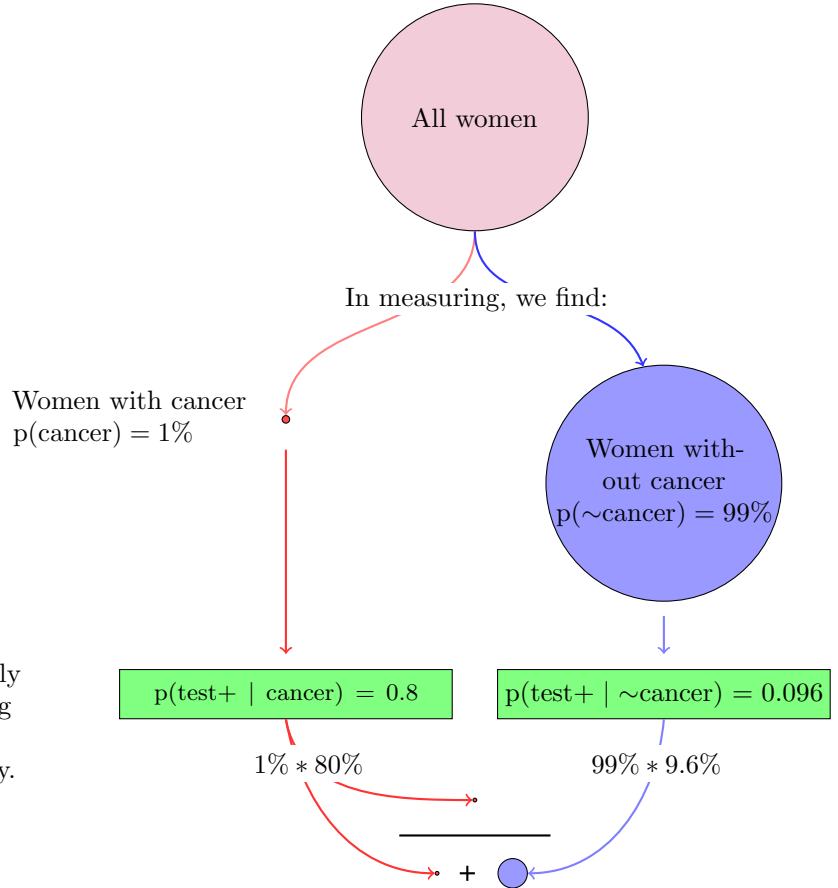 All women
In measuring, we find:
Women with cancer
p(cancer) = 1%
Women with-
out cancer
p(∼cancer) = 99%
ly
g
y.
p(test+ | cancer) = 0.8
p(test+ | ∼cancer) = 0.096
1% ∗ 80%
99% ∗ 9.6%
+